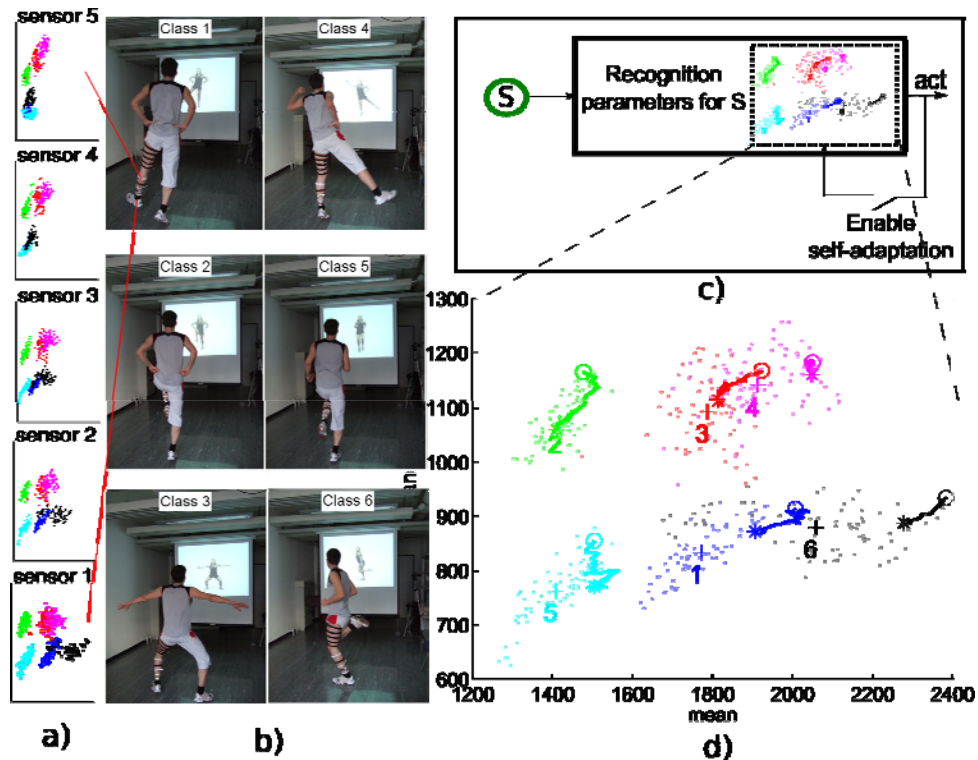 sensor 5
sensor 4
sensor 3
sensor 2
sensor 1
a)
Class 1
Class 4
Class 2
Class 5
Class 3
Class 6
b)
S
Recognition
parameters for S
act
Enable
self-adaptation
c)
1300
1200
1100
1000
900
800
700
600
1200
1400
1600
1800
2000
2200
2400
mean
2
3
4
1
5
6
d)